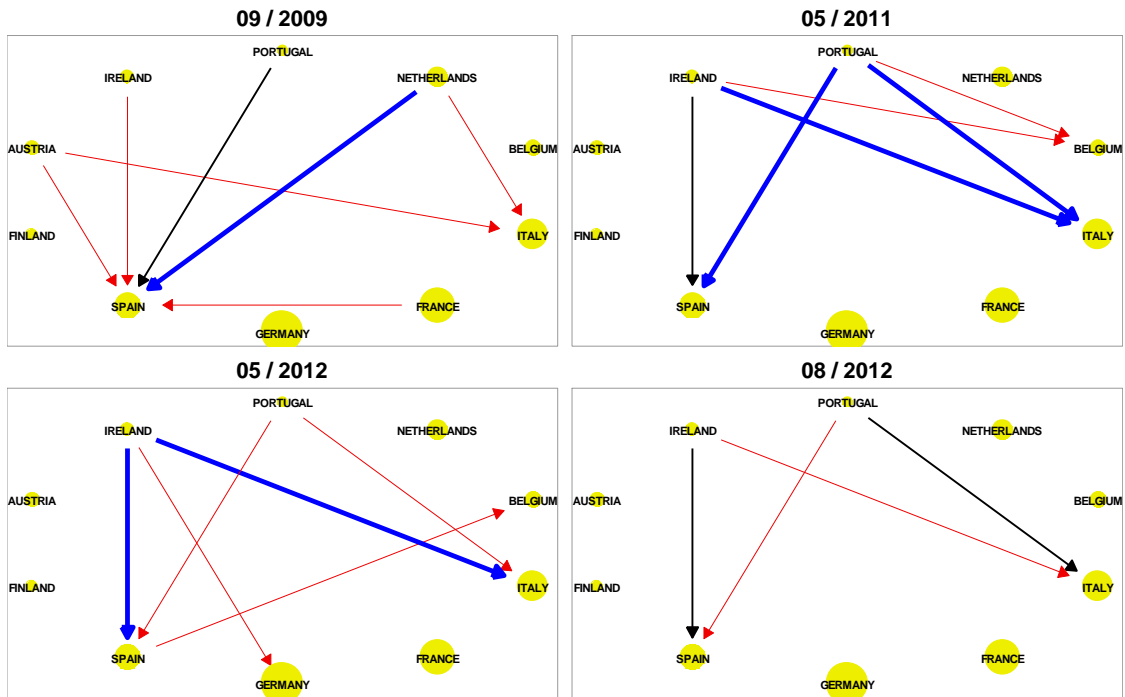 09 / 2009
PORTUGAL
IRELAND
NETHERLANDS
AUSTRIA
BELGIUM
FINLAND
ITALY
SPAIN
FRANCE
GERMANY
05 / 2011
PORTUGAL
IRELAND
NETHERLANDS
AUSTRIA
BELGIUM
FINLAND
ITALY
SPAIN
FRANCE
GERMANY
05 / 2012
PORTUGAL
IRELAND
NETHERLANDS
AUSTRIA
BELGIUM
FINLAND
ITALY
SPAIN
FRANCE
GERMANY
08 / 2012
PORTUGAL
IRELAND
NETHERLANDS
AUSTRIA
BELGIUM
FINLAND
ITALY
SPAIN
FRANCE
GERMANY